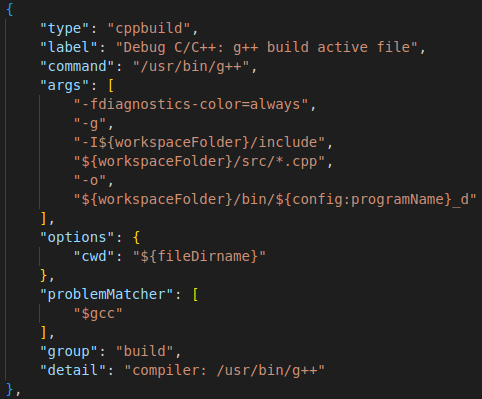 {
    "type": "cppbuild",
    "label": "Debug C/C++: g++ build active file",
    "command": "/usr/bin/g++",
    "args": [
        "-fdiagnostics-color=always",
        "-g",
        "-I${workspaceFolder}/include",
        "${workspaceFolder}/src/*.cpp",
        "-o",
        "${workspaceFolder}/bin/${config:programName}_d"
    ],
    "options": {
        "cwd": "${fileDirname}"
    },
    "problemMatcher": [
        "$gcc"
    ],
    "group": "build",
    "detail": "compiler: /usr/bin/g++"
},